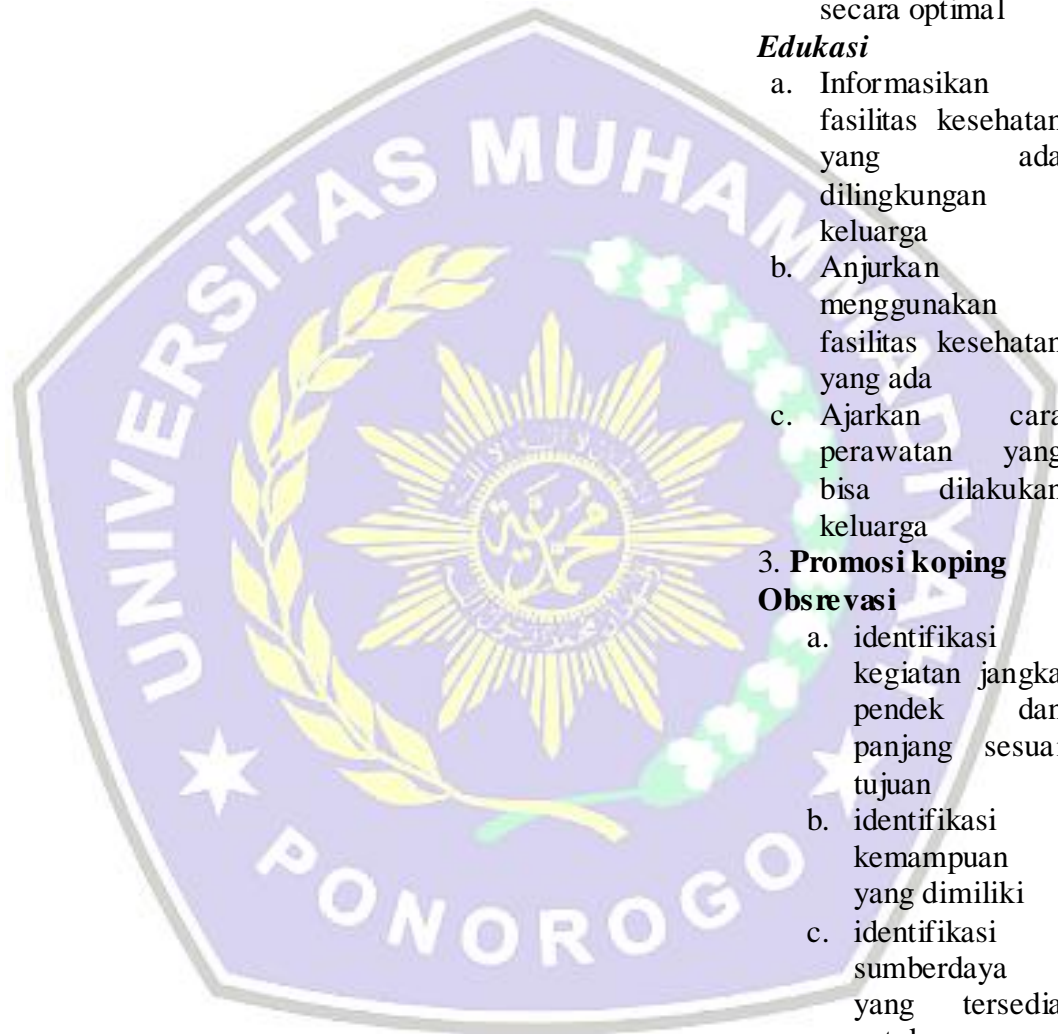 secara optimal
Edukasi
a. Informasikan
fasilitas kesehatan
yang ada
dilingkungan
keluarga
b. Anjurkan
menggunakan
fasilitas kesehatan
yang ada
c. Ajarkan cara
perawatan yang
bisa dilakukan
keluarga
3. Promosi koping
Obsrevasi
a. identifikasi
kegiatan jangka
pendek dan
panjang sesuai
tujuan
b. identifikasi
kemampuan
yang dimiliki
c. identifikasi
sumberdaya
yang tersedia
UNIVERSITAS MUHAMMADIYAH
PONOROGO